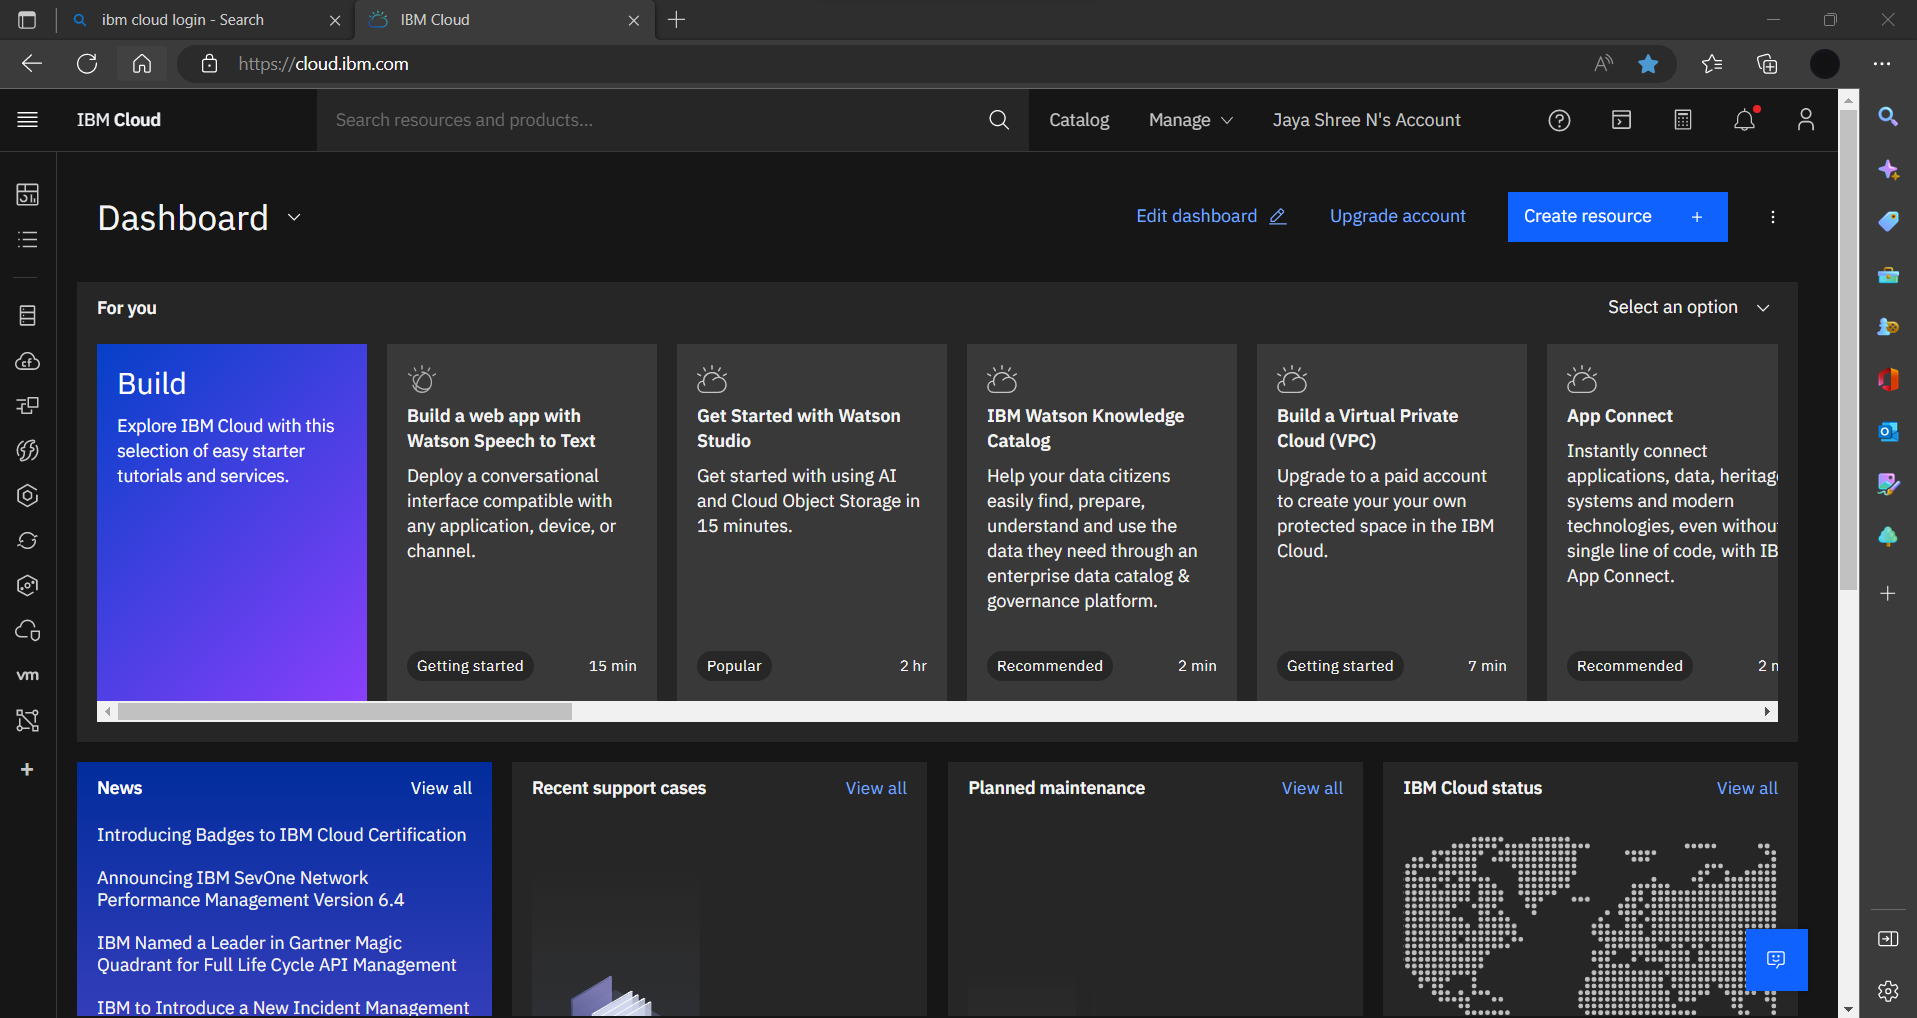 ibm cloud login - Search
IBM Cloud
https://cloud.ibm.com
IBM Cloud
Search resources and products...
Catalog
Manage
Jaya Shree N's Account
Dashboard
Edit dashboard
Upgrade account
Create resource
For you
Select an option
Build
Explore IBM Cloud with this
selection of easy starter
tutorials and services.
Build a web app with
Watson Speech to Text
Deploy a conversational
interface compatible with
any application, device, or
channel.
Getting started
15 min
Get Started with Watson
Studio
Get started with using AI
and Cloud Object Storage in
15 minutes.
Popular
2 hr
IBM Watson Knowledge
Catalog
Help your data citizens
easily find, prepare,
understand and use the
data they need through an
enterprise data catalog &
governance platform.
Recommended
2 min
Build a Virtual Private
Cloud (VPC)
Upgrade to a paid account
to create your your own
protected space in the IBM
Cloud.
Getting started
7 min
App Connect
Instantly connect
applications, data, heritag
systems and modern
technologies, even withou
single line of code, with IB
App Connect.
Recommended
2 m
cf
vm
News
View all
Introducing Badges to IBM Cloud Certification
Announcing IBM SevOne Network
Performance Management Version 6.4
IBM Named a Leader in Gartner Magic
Quadrant for Full Life Cycle API Management
IBM to Introduce a New Incident Management
Recent support cases
View all
Planned maintenance
View all
IBM Cloud status
View all